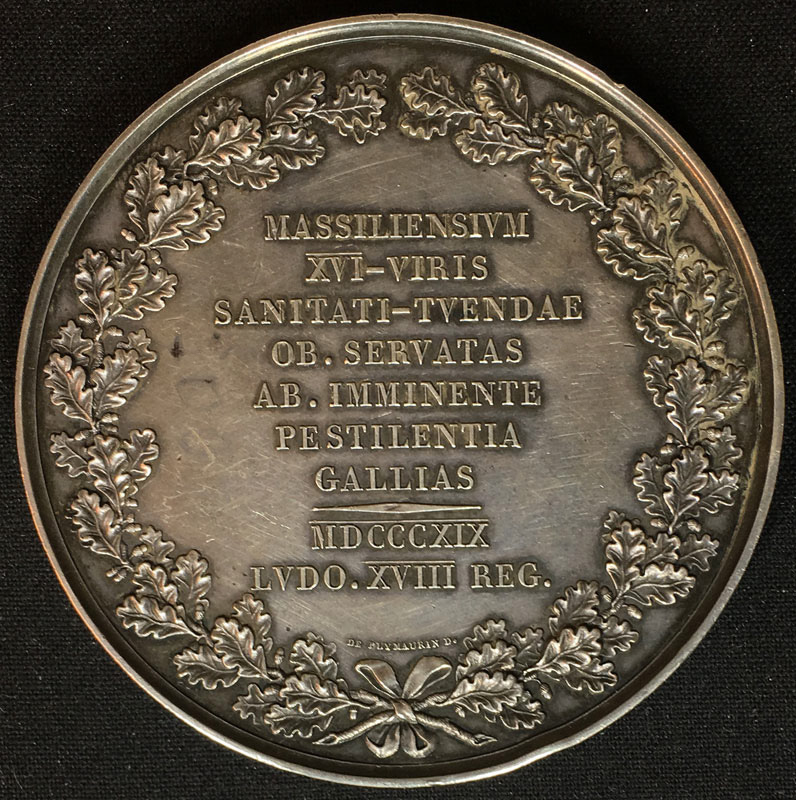 MASSILIENSIVM
XVI-VIRIS
SANITATI-TVENDAE
OB. SERVATAS
AB. IMMINENTE
PESTILENTIA
GALLIAS
MDCCCXIX
LVDO. XVIII REG.
DE PUYMAURIN D.